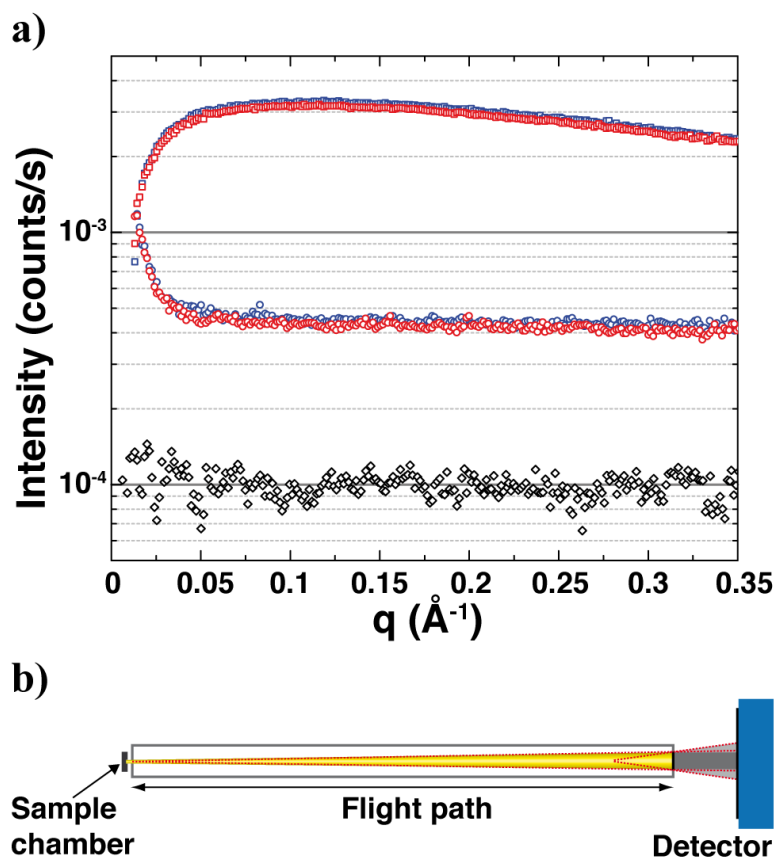 a)
Intensity (counts/s)
10-3
10-4
0
0.05
0.1
0.15
0.2
0.25
0.3
0.35
q (Å-1)
b)
Sample
chamber
Flight path
Detector